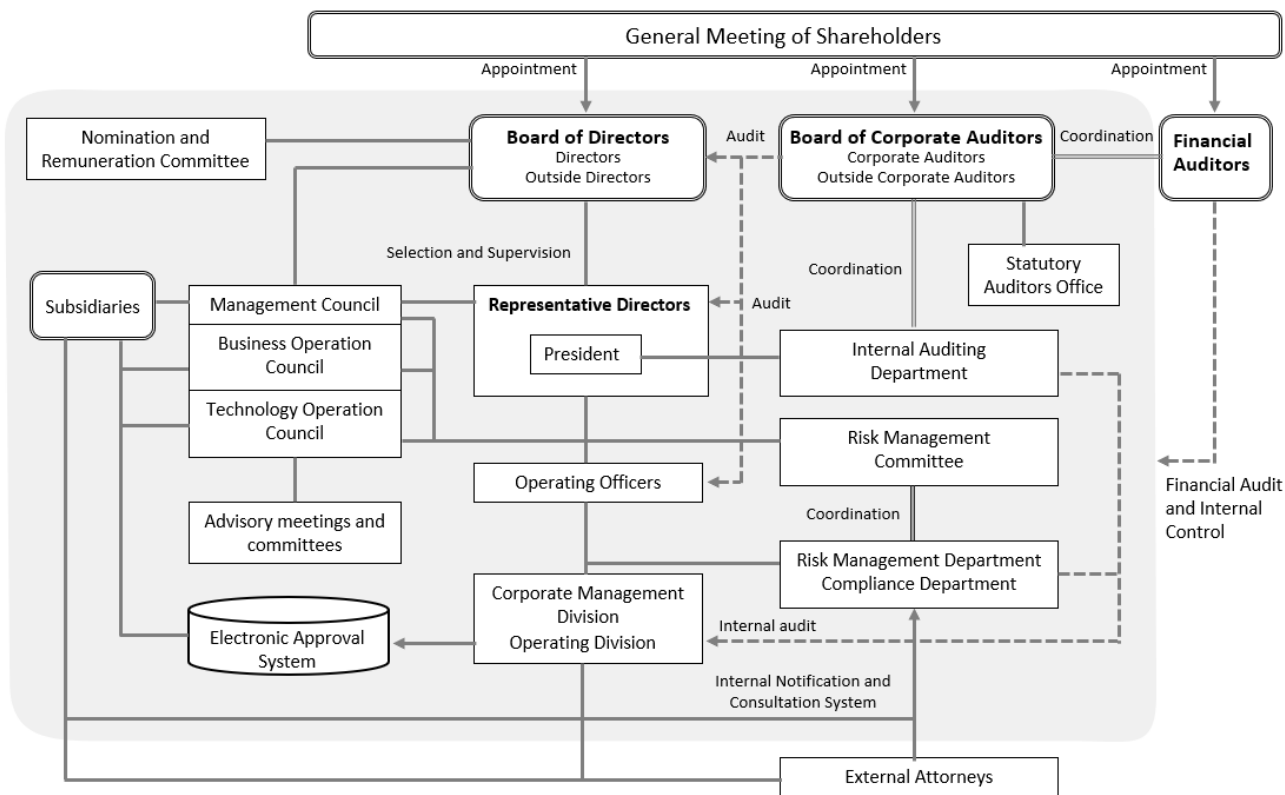 General Meeting of Shareholders
Appointment
Appointment
Appointment
Nomination and
Remuneration Committee
Board of Directors
Directors
Outside Directors
Audit
Board of Corporate Auditors
Corporate Auditors
Outside Corporate Auditors
Coordination
Financial
Auditors
Selection and Supervision
Coordination
Statutory
Auditors Office
Subsidiaries
Management Council
Business Operation
Council
Technology Operation
Council
Representative Directors
President
Audit
Internal Auditing
Department
Risk Management
Committee
Operating Officers
Financial Audit
and Internal
Control
Advisory meetings and
committees
Coordination
Risk Management Department
Compliance Department
Electronic Approval
System
Corporate Management
Division
Operating Division
Internal audit
Internal Notification and
Consultation System
External Attorneys